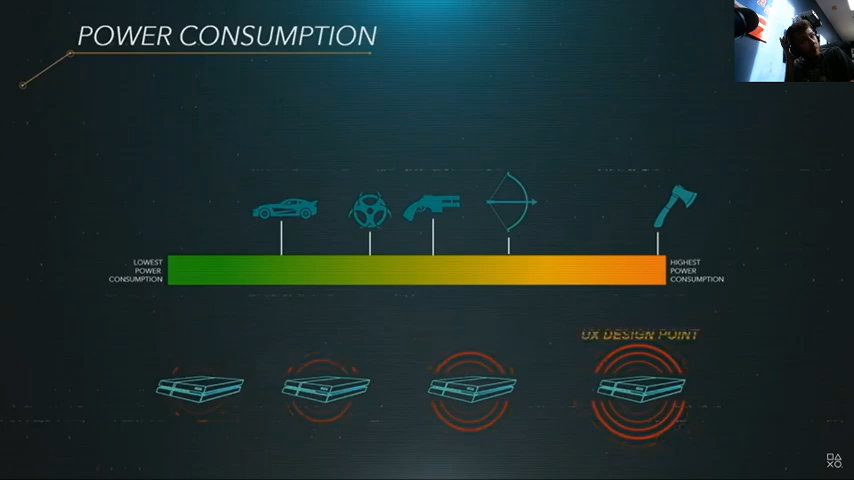 POWER CONSUMPTION
LOWEST
POWER
CONSUMPTION
HIGHEST
POWER
CONSUMPTION
UX DESIGN POINT